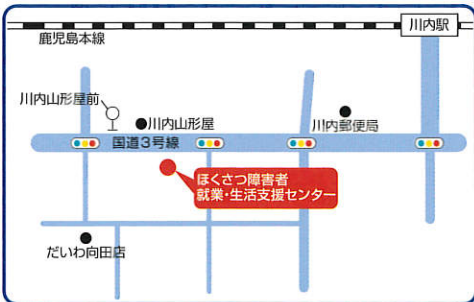 鹿児島本線
川内駅
川内山形屋前
川内山形屋
川内郵便局
国道3号線
ほくさつ障害者
就業・生活支援センター
だいわ向田店